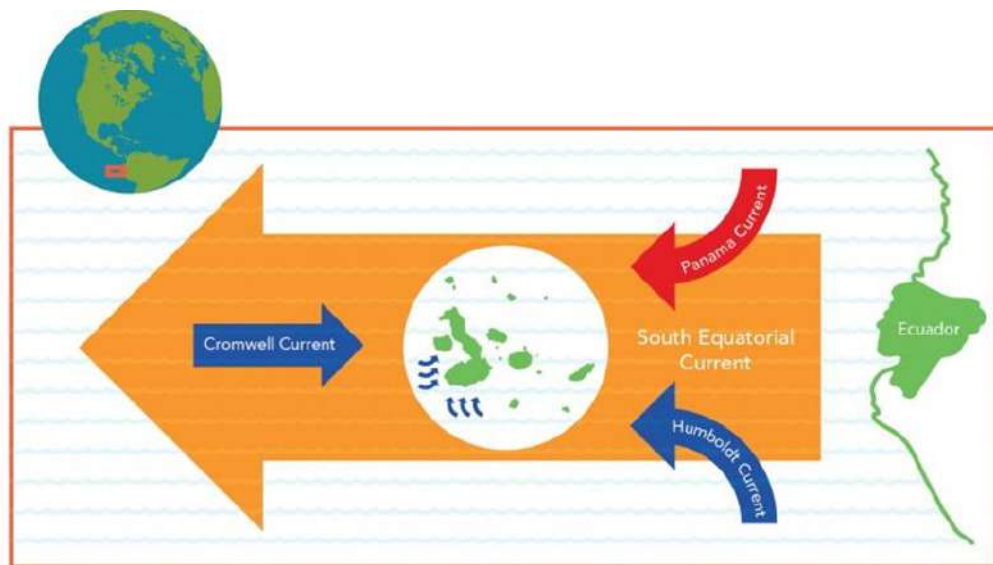 Panama Current
Cromwell Current
South Equatorial
Current
Ecuador
Humboldt Current